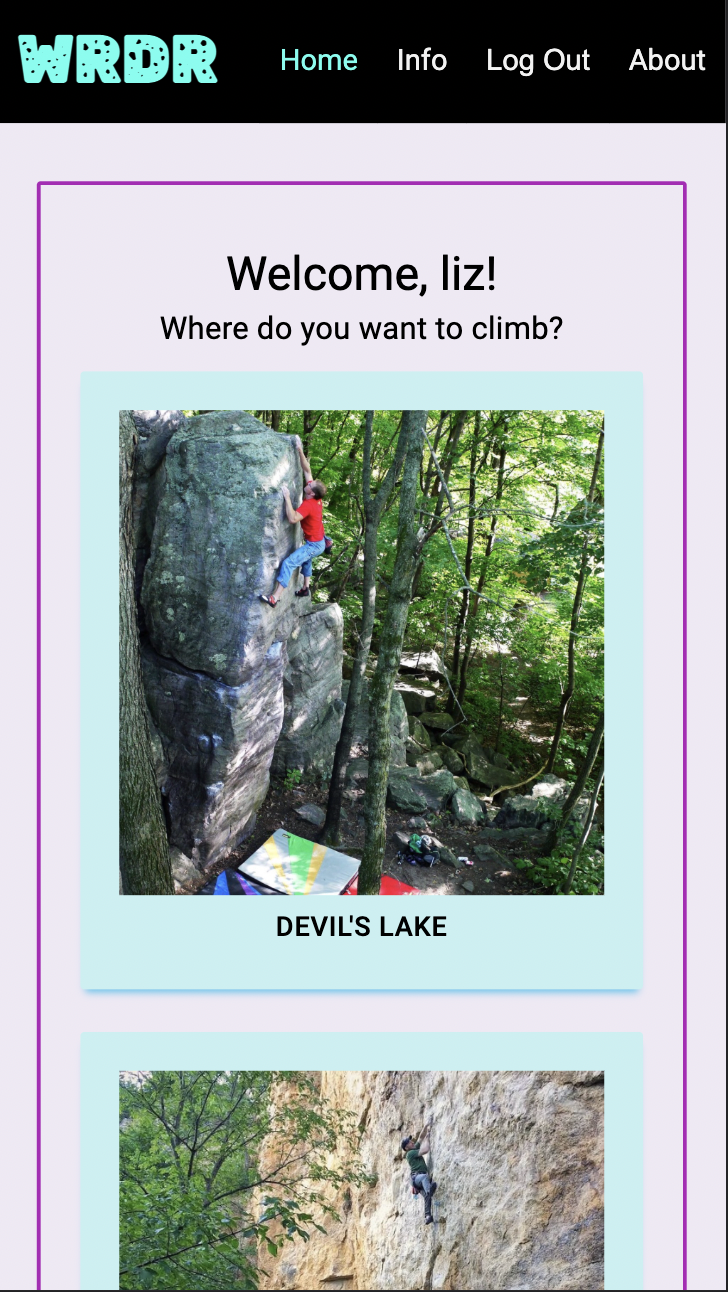 WRDR
Home Info Log Out About
Welcome, liz!
Where do you want to climb?
DEVIL'S LAKE